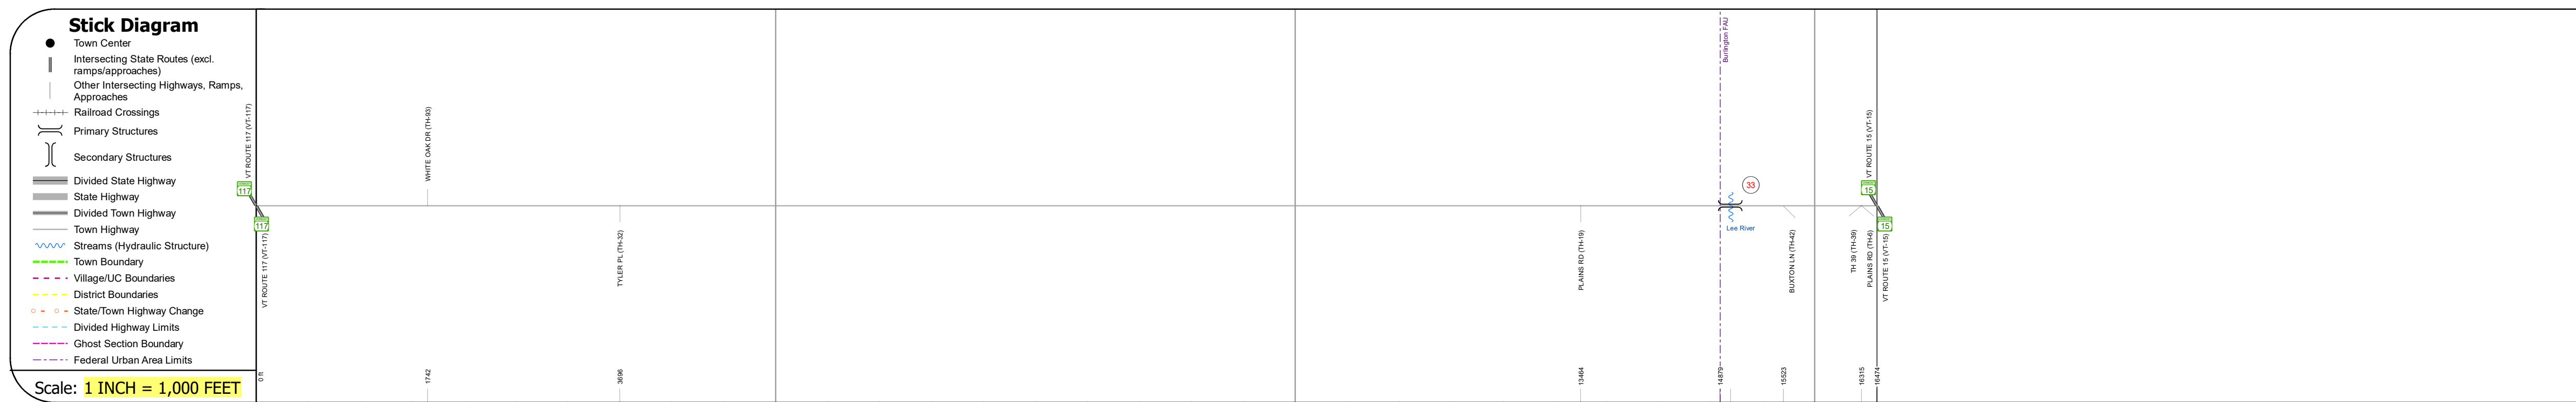 Stick Diagram
Town Center
Intersecting State Routes (excl.
ramps/approaches)
Other Intersecting Highways, Ramps,
Approaches
Railroad Crossings
Primary Structures
Secondary Structures
Divided State Highway
State Highway
Divided Town Highway
Town Highway
Streams (Hydraulic Structure)
Town Boundary
Village/UC Boundaries
District Boundaries
State/Town Highway Change
Divided Highway Limits
Ghost Section Boundary
Federal Urban Area Limits
Scale: 1 INCH = 1,000 FEET
VT ROUTE 117 (VT-117)
117
117
VT ROUTE 117 (VT-117)
0 ft
WHITE OAK DR (TH-93)
1742
TYLER PL (TH-32)
3696
PLAINS RD (TH-19)
13464
Burlington FAU
33
Lee River
14879
BUXTON LN (TH-42)
15523
TH 39 (TH-39)
16315
PLAINS RD (TH-6)
VT ROUTE 15 (VT-15)
15
15
VT ROUTE 15 (VT-15)
16474